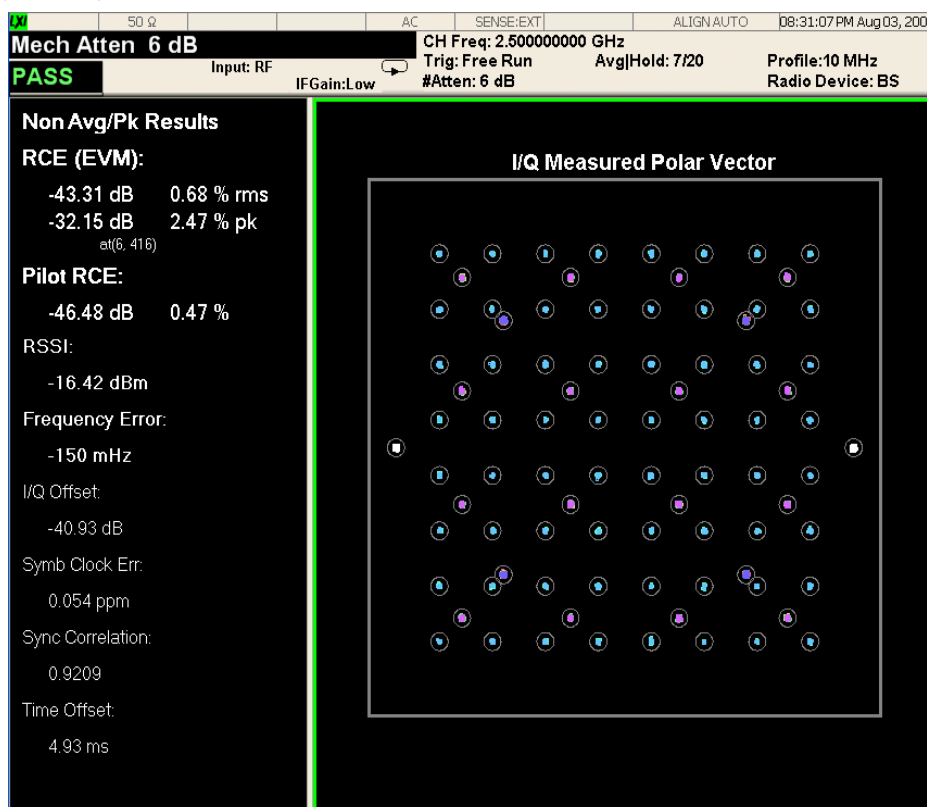 LXI 50 Ω AC SENSE:EXT ALIGN AUTO 08:31:07 PM Aug 03, 200
Mech Atten 6 dB
PASS
Input: RF
IFGain:Low
CH Freq: 2.500000000 GHz
Trig: Free Run
#Atten: 6 dB
Avg|Hold: 7/20
Profile:10 MHz
Radio Device: BS
Non Avg/Pk Results
RCE (EVM):
-43.31 dB 0.68 % rms
-32.15 dB 2.47 % pk
at(6, 416)
Pilot RCE:
-46.48 dB 0.47 %
RSSI:
-16.42 dBm
Frequency Error:
-150 mHz
I/Q Offset:
-40.93 dB
Symb Clock Err:
0.054 ppm
Sync Correlation:
0.9209
Time Offset:
4.93 ms
I/Q Measured Polar Vector